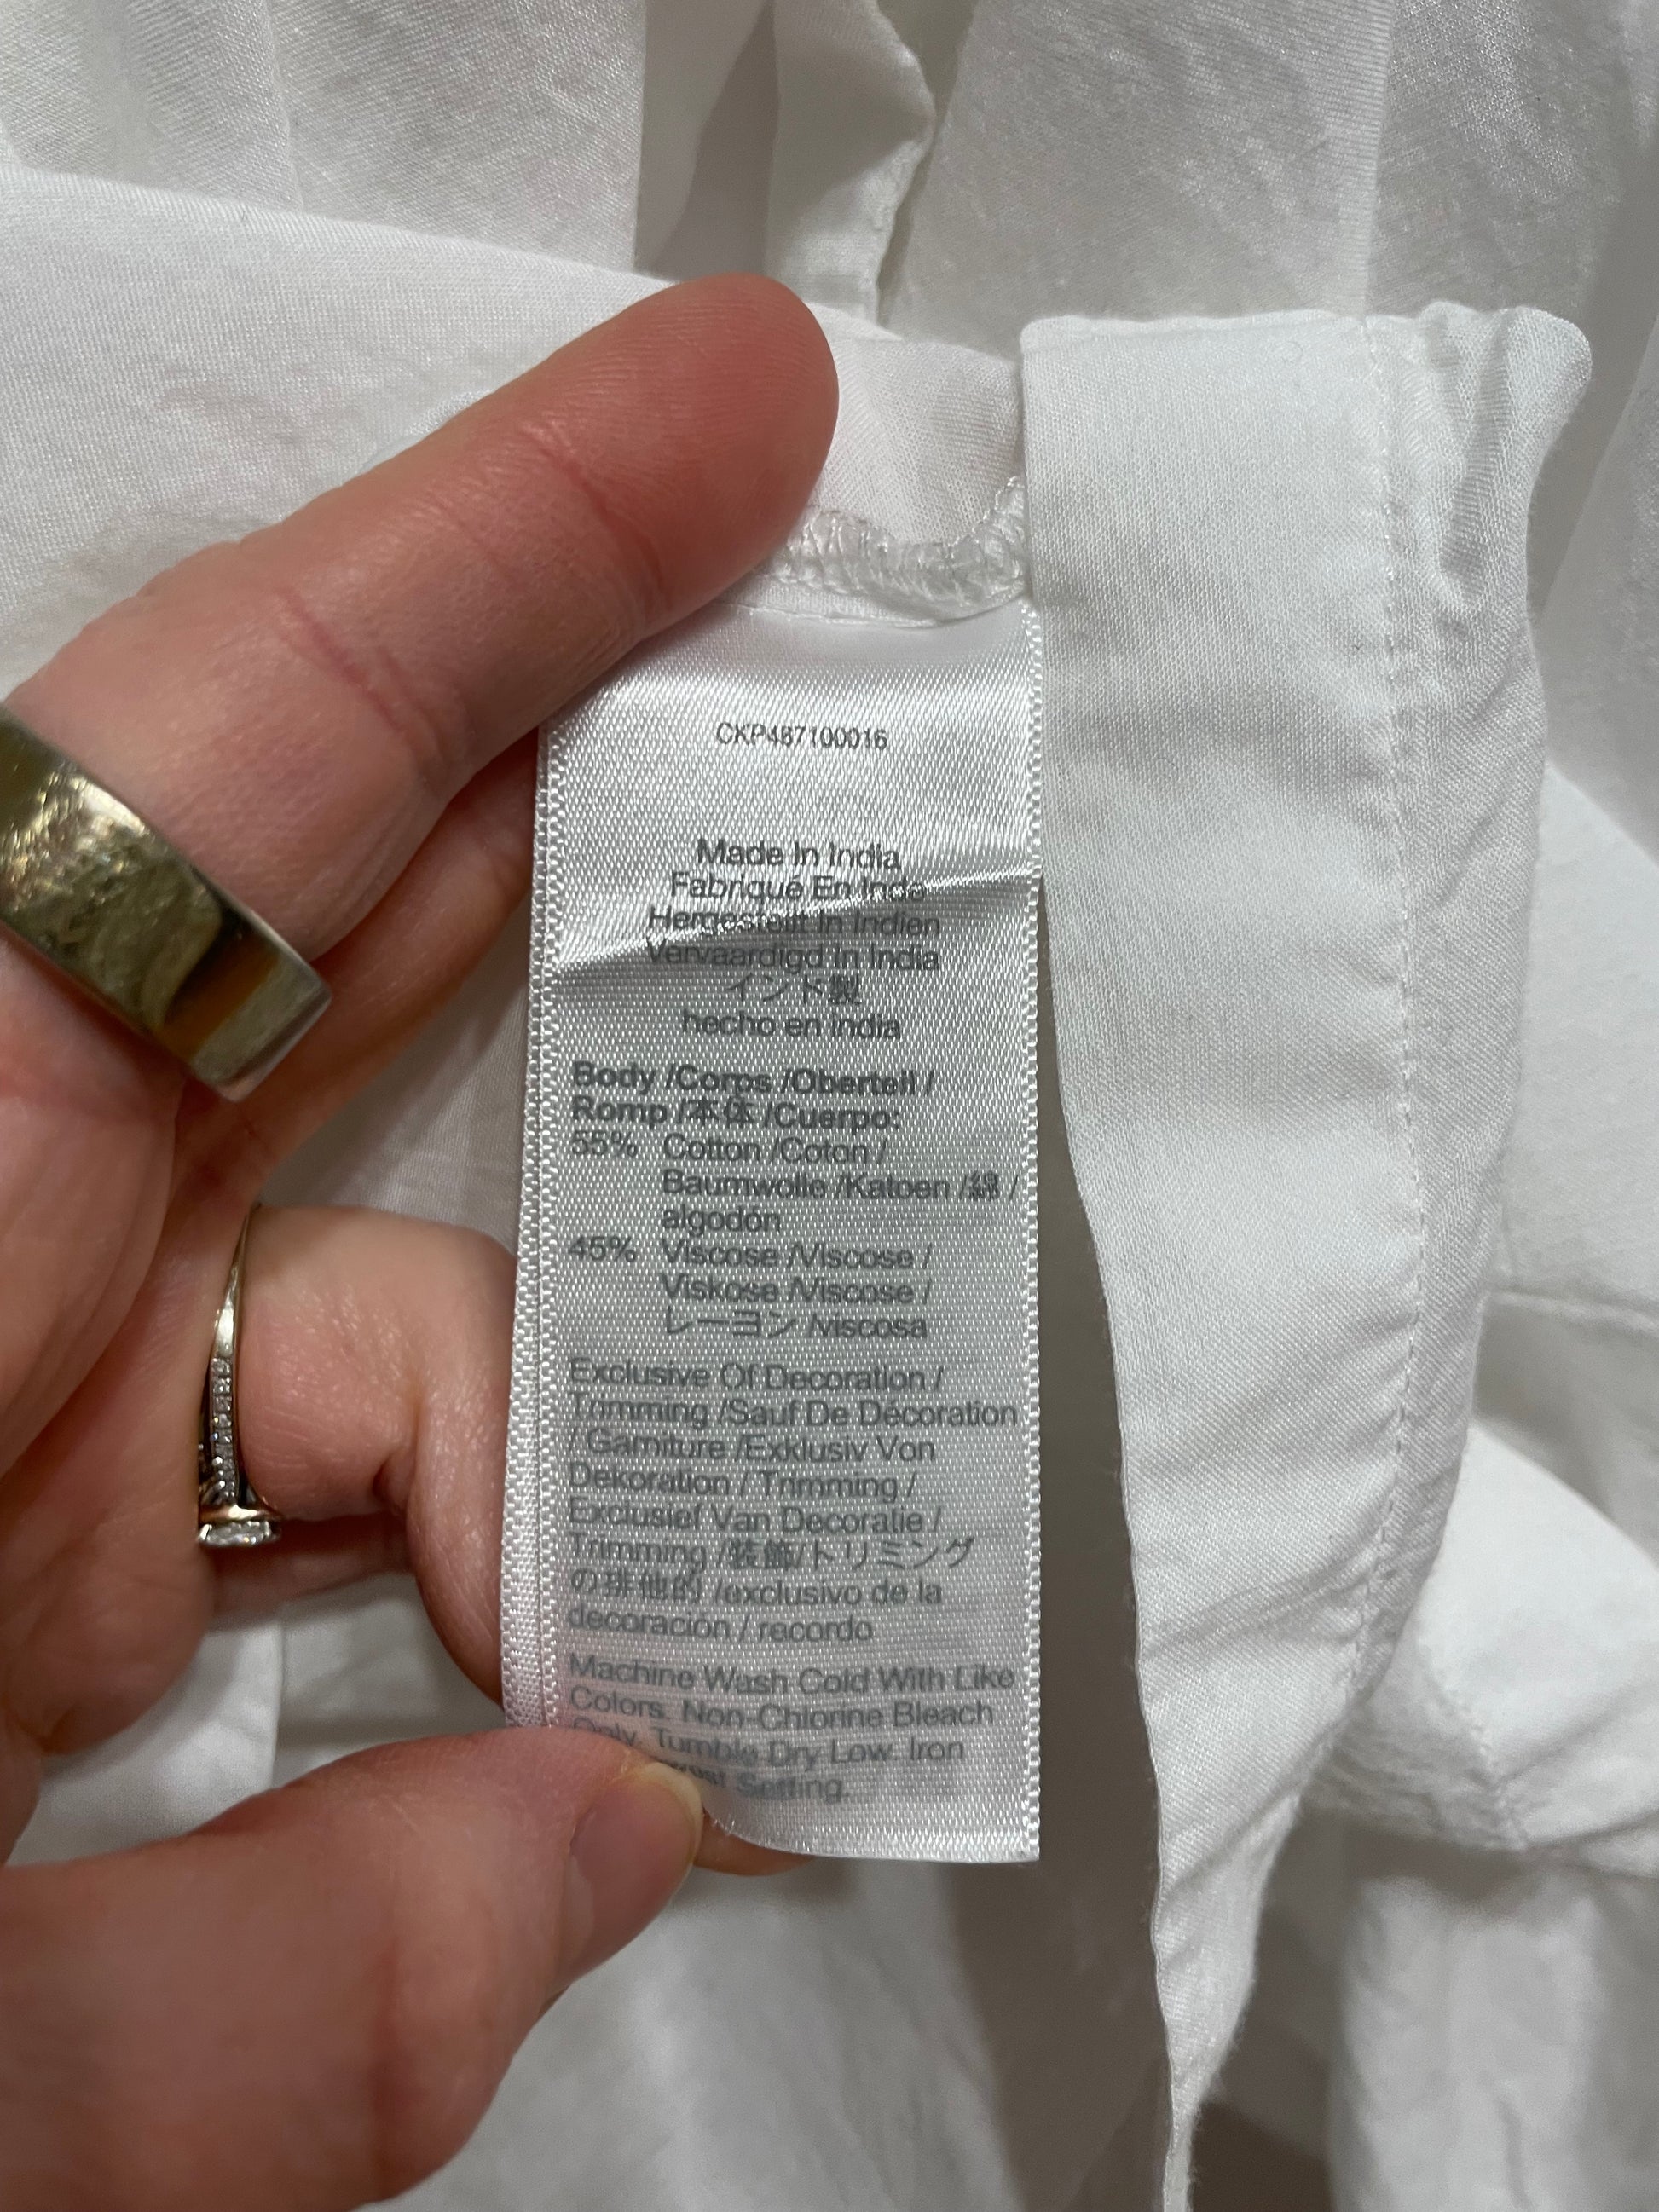 CKP487100016
Made In India
Fabriqué En Inde
Hergestellt In Indien
Vervaardigd In India
インド製
hecho en india
Body /Corps /Oberteil /
Romp /本体 /Cuerpo:
55% Cotton /Coton /
Baumwolle /Katoen /綿 /
algodón
45% Viscose /Viscose /
Viskose /Viscose /
レーヨン /viscosa
Exclusive Of Decoration /
Trimming /Sauf De Décoration
/ Garniture /Exklusiv Von
Dekoration / Trimming /
Exclusief Van Decoratie /
Trimming /装飾/トリミング
の排他的 /exclusivo de la
decoración / recordo
Machine Wash Cold With Like
Colors. Non-Chlorine Bleach
Only. Tumble Dry Low. Iron
Setting.